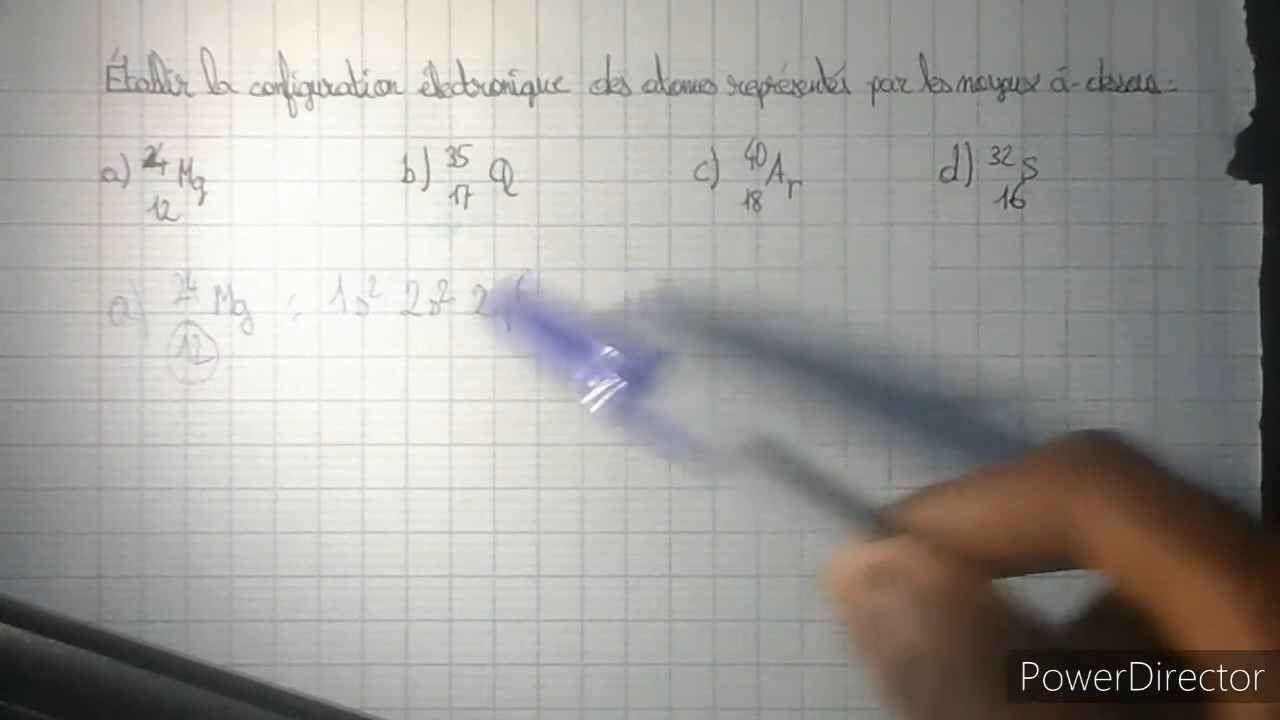 Établir la configuration électronique des atomes représentés par les noyaux ci-dessous :
a) 24 12 Mg b) 35 17 Cl c) 40 18 Ar d) 32 16 S
a) 24 12 Mg : 1s² 2s² 2p⁶
PowerDirector